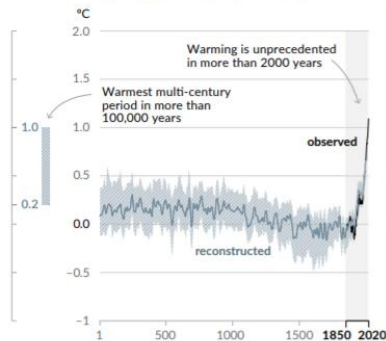 °C
2.0
Warming is unprecedented
in more than 2000 years
1.5
Warmest multi-century
period in more than
100,000 years
1.0
1.0
observed
0.5
0.2
0.0
reconstructed
−0.5
−1
1
500
1000
1500
1850
2020